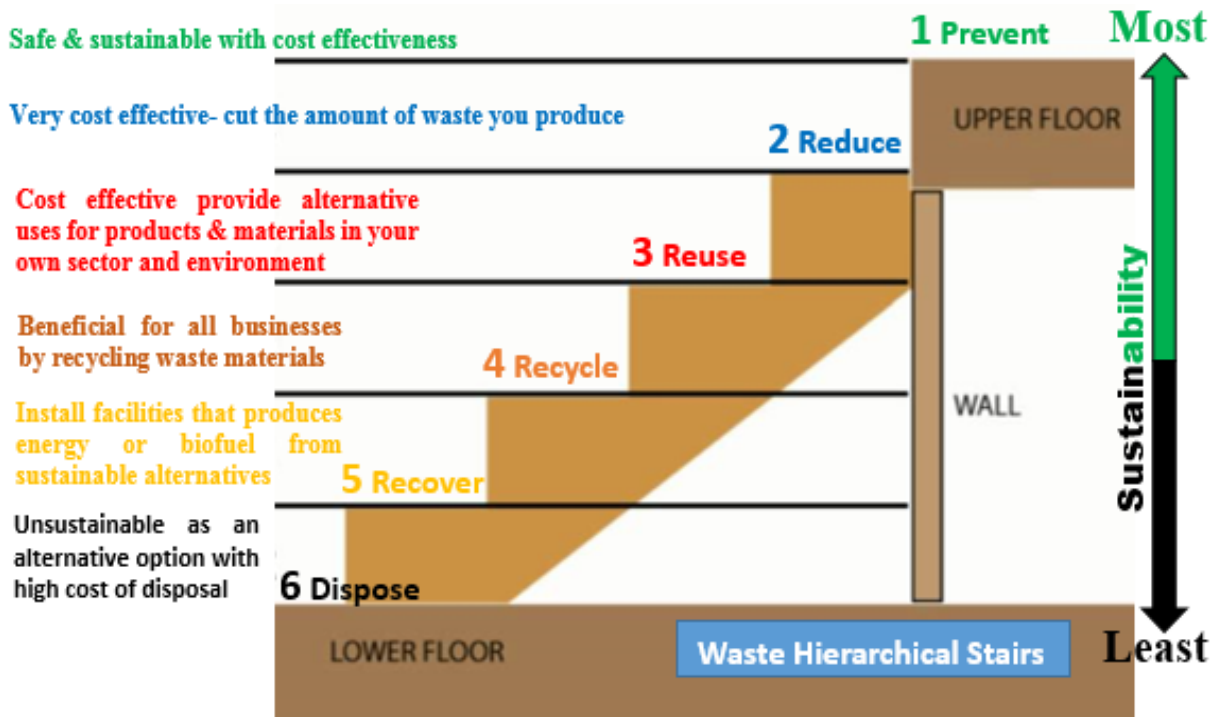 Safe & sustainable with cost effectiveness
1 Prevent
Most
Very cost effective- cut the amount of waste you produce
UPPER FLOOR
2 Reduce
Cost effective provide alternative
uses for products & materials in your
own sector and environment
3 Reuse
Sustainability
Beneficial for all businesses
by recycling waste materials
4 Recycle
WALL
Install facilities that produces
energy or biofuel from
sustainable alternatives
5 Recover
Unsustainable as an
alternative option with
high cost of disposal
6 Dispose
LOWER FLOOR
Waste Hierarchical Stairs
Least